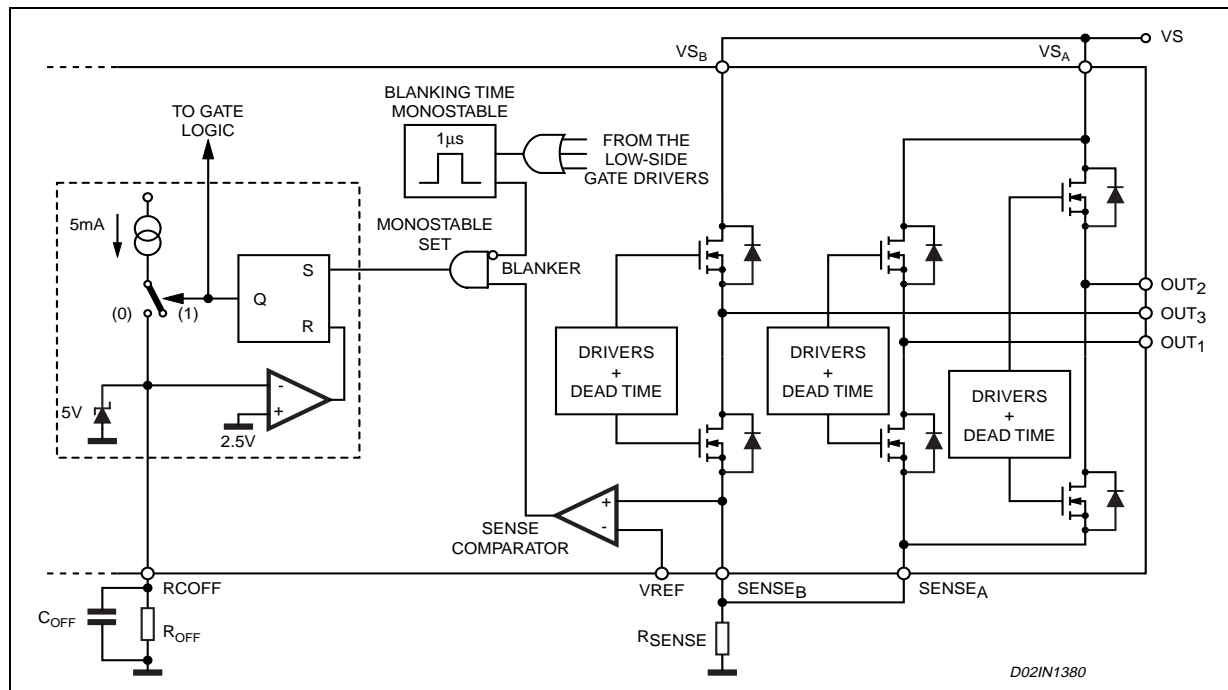 VS
VSB
VSA
BLANKING TIME
MONOSTABLE
TO GATE
LOGIC
1μs
FROM THE
LOW-SIDE
GATE DRIVERS
5mA
MONOSTABLE
SET
S
BLANKER
Q
(0)
(1)
R
OUT2
OUT3
OUT1
DRIVERS
+
DEAD TIME
DRIVERS
+
DEAD TIME
DRIVERS
+
DEAD TIME
5V
-
+
2.5V
+
-
SENSE
COMPARATOR
RCOFF
VREF
SENSEB
SENSEA
COFF
ROFF
RSENSE
D02IN1380